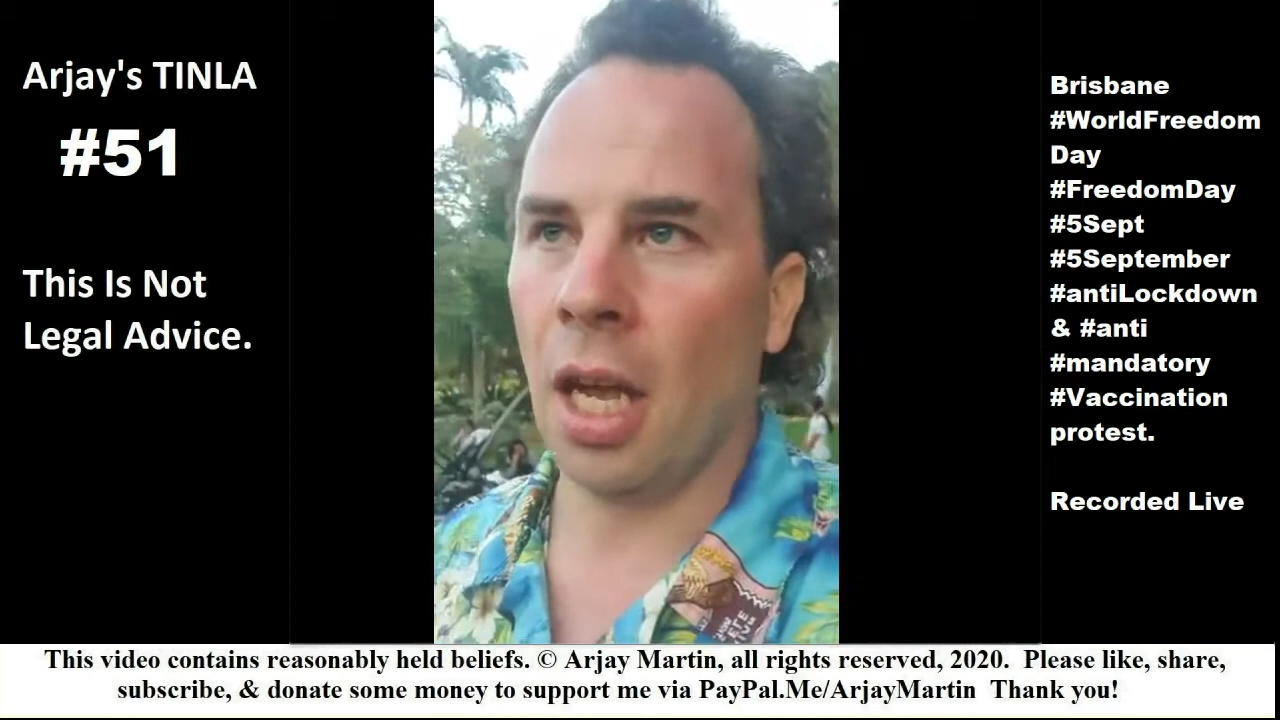 Arjay's TINLA
#51
This Is Not
Legal Advice.
Brisbane
#WorldFreedom
Day
#FreedomDay
#5Sept
#5September
#antiLockdown
& #anti
#mandatory
#Vaccination
protest.
Recorded Live
This video contains reasonably held beliefs. © Arjay Martin, all rights reserved, 2020. Please like, share,
subscribe, & donate some money to support me via PayPal.Me/ArjayMartin Thank you!